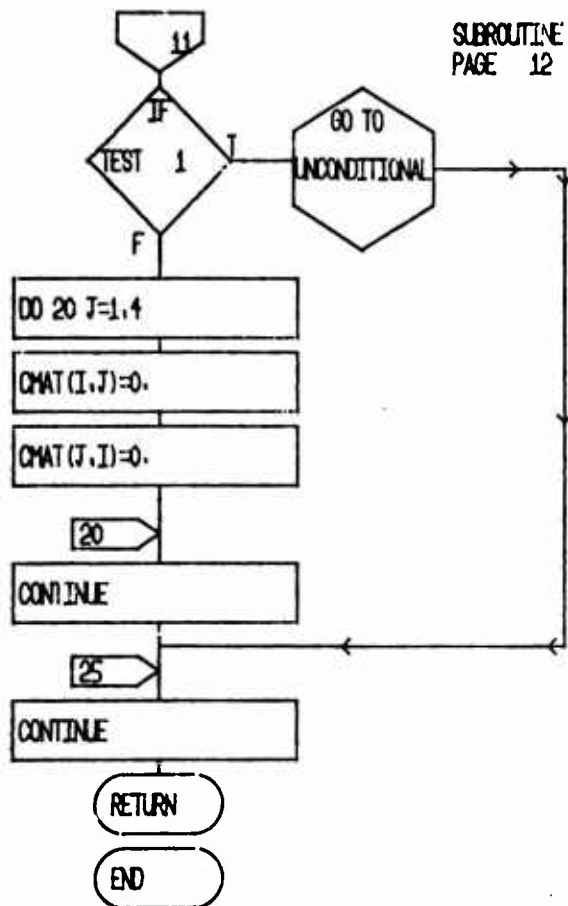 11
SUBROUTINE
PAGE 12
IF
TEST 1
T
GO TO
UNCONDITIONAL
F
DO 20 J=1,4
CMAT(I,J)=0.
CMAT(J,I)=0.
20
CONTINUE
25
CONTINUE
RETURN
END